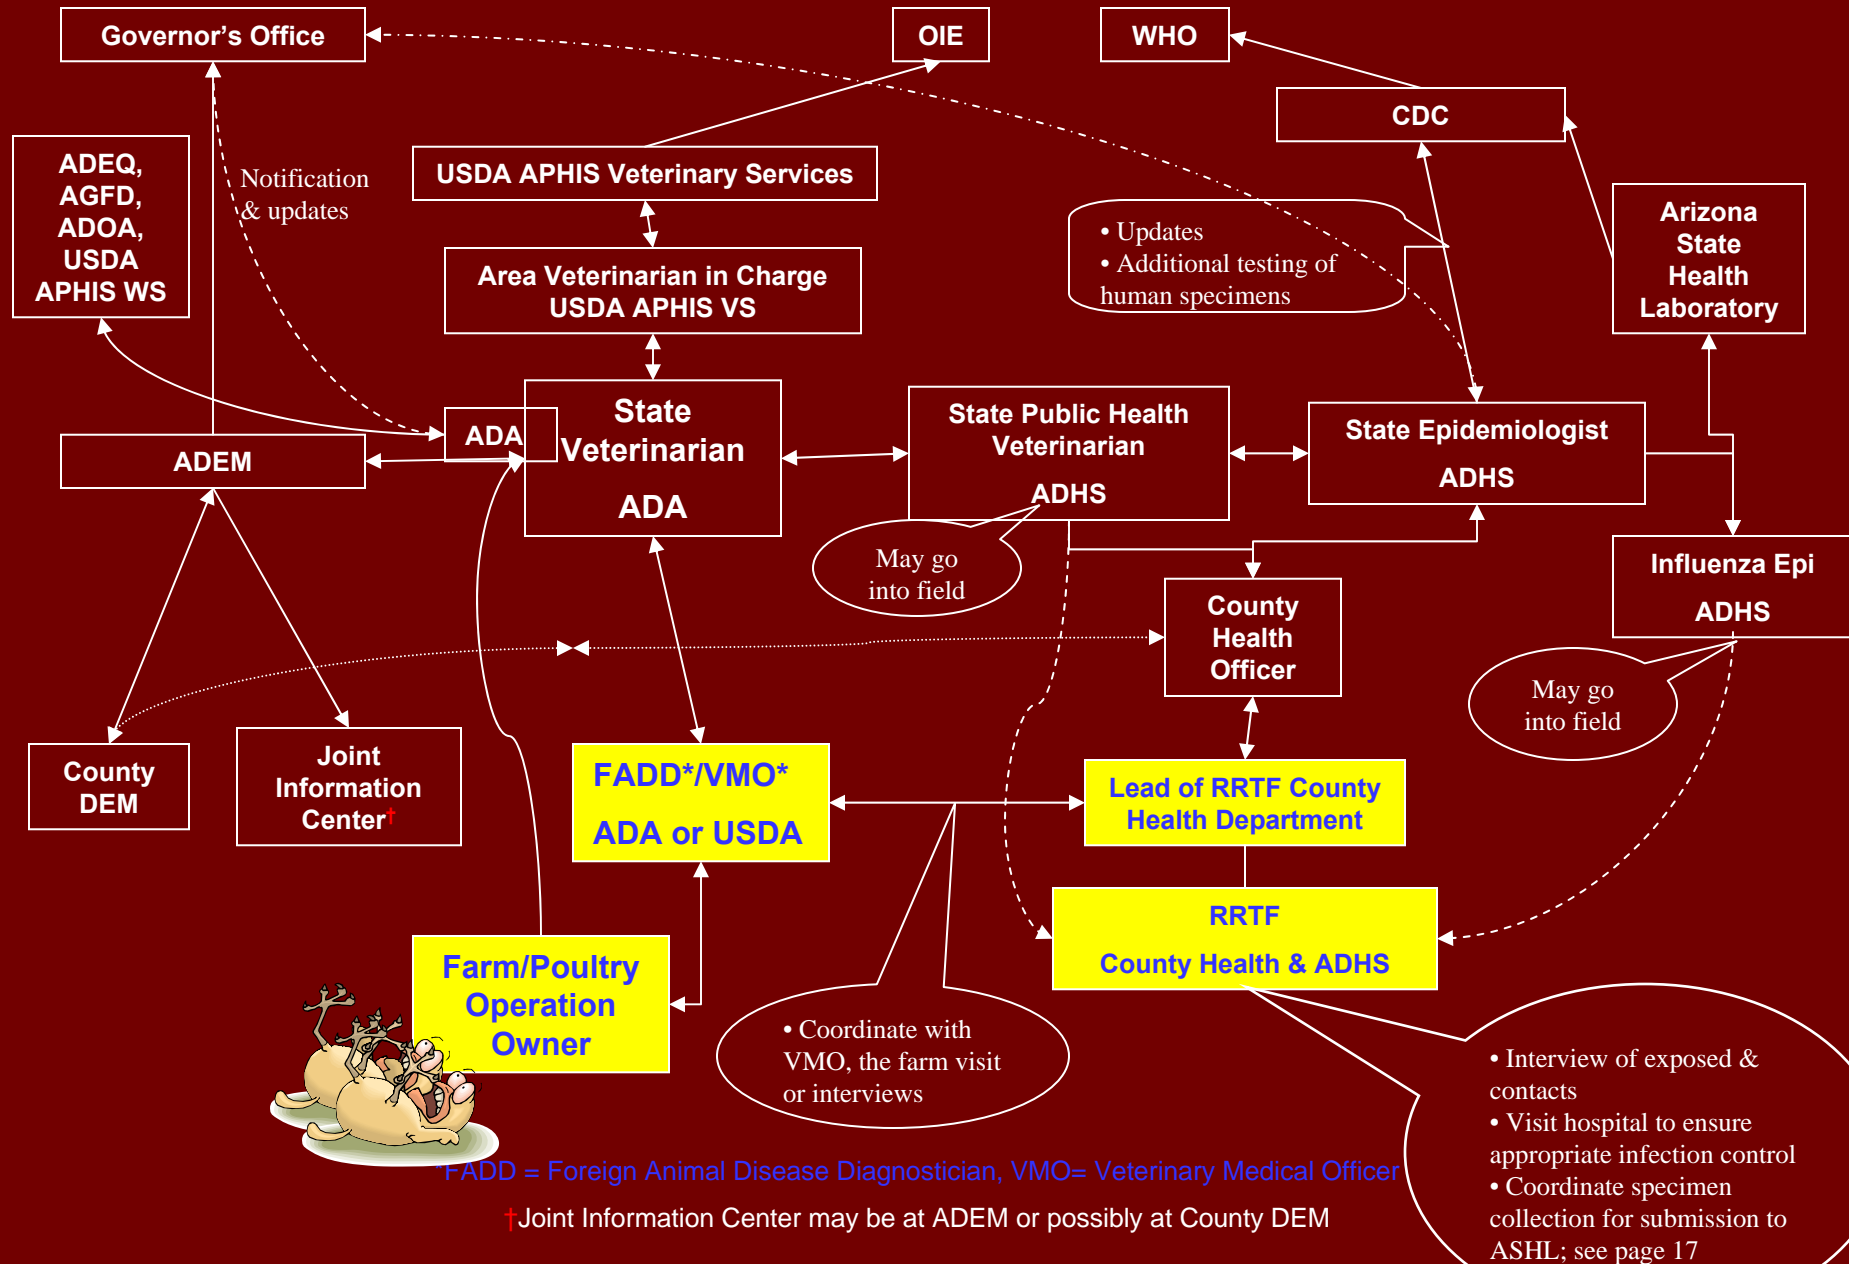 Governor’s Office
OIE
WHO
CDC
ADEQ,
AGFD,
ADOA,
USDA
APHIS WS
Notification
& updates
USDA APHIS Veterinary Services
• Updates
• Additional testing of
human specimens
Arizona
State
Health
Laboratory
Area Veterinarian in Charge
USDA APHIS VS
ADEM
ADA
State
Veterinarian
ADA
State Public Health
Veterinarian
ADHS
State Epidemiologist
ADHS
May go
into field
Influenza Epi
ADHS
County
Health
Officer
May go
into field
County
DEM
Joint
Information
Center†
FADD*/VMO*
ADA or USDA
Lead of RRTF County
Health Department
RRTF
County Health & ADHS
Farm/Poultry
Operation
Owner
• Coordinate with
VMO, the farm visit
or interviews
• Interview of exposed &
contacts
• Visit hospital to ensure
appropriate infection control
• Coordinate specimen
collection for submission to
ASHL; see page 17
*FADD = Foreign Animal Disease Diagnostician, VMO= Veterinary Medical Officer
†Joint Information Center may be at ADEM or possibly at County DEM